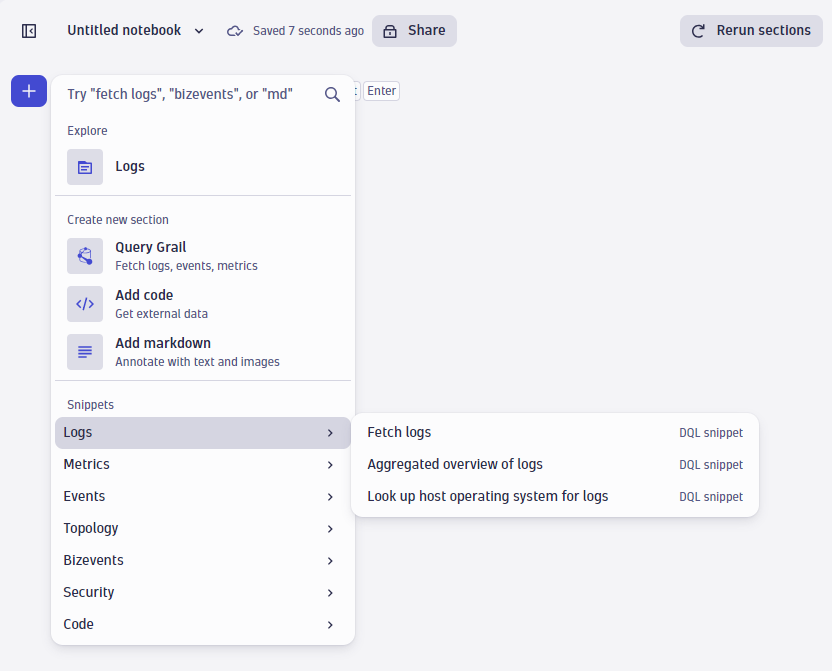 Untitled notebook
Saved 7 seconds ago
Share
Rerun sections
Try "fetch logs", "bizevents", or "md"
Enter
Explore
Logs
Create new section
Query Grail
Fetch logs, events, metrics
Add code
Get external data
Add markdown
Annotate with text and images
Snippets
Logs
Fetch logs DQL snippet
Metrics
Aggregated overview of logs DQL snippet
Events
Look up host operating system for logs DQL snippet
Topology
Bizevents
Security
Code